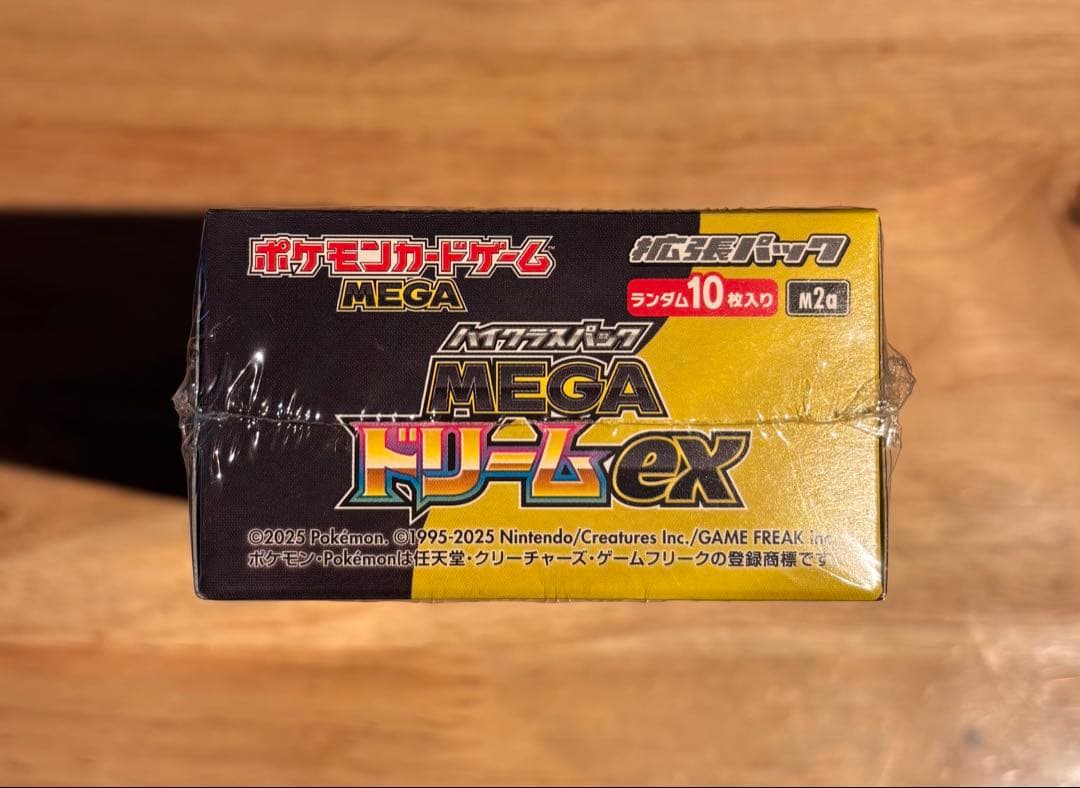 ポケモンカードゲーム™
MEGA
拡張パック
ランダム10枚入り M2a
ハイクラスパック
MEGA
ドリームex
©2025 Pokémon. ©1995-2025 Nintendo/Creatures Inc./GAME FREAK inc.
ポケモン・Pokémonは任天堂・クリーチャーズ・ゲームフリークの登録商標です